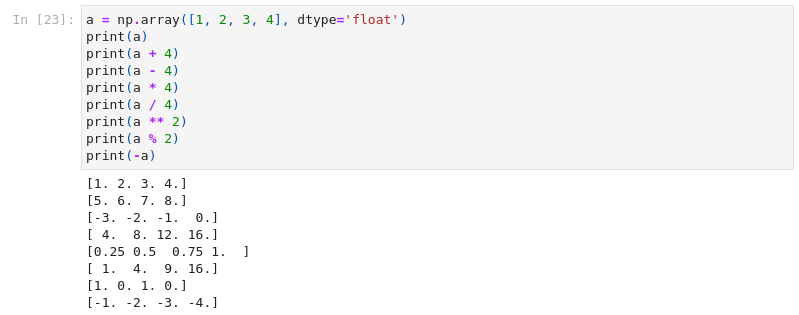 In [23]: a = np.array([1, 2, 3, 4], dtype='float')
print(a)
print(a + 4)
print(a - 4)
print(a * 4)
print(a / 4)
print(a ** 2)
print(a % 2)
print(-a)
[1. 2. 3. 4.]
[5. 6. 7. 8.]
[-3. -2. -1.  0.]
[ 4.  8. 12. 16.]
[0.25 0.5  0.75 1.  ]
[ 1.  4.  9. 16.]
[1. 0. 1. 0.]
[-1. -2. -3. -4.]